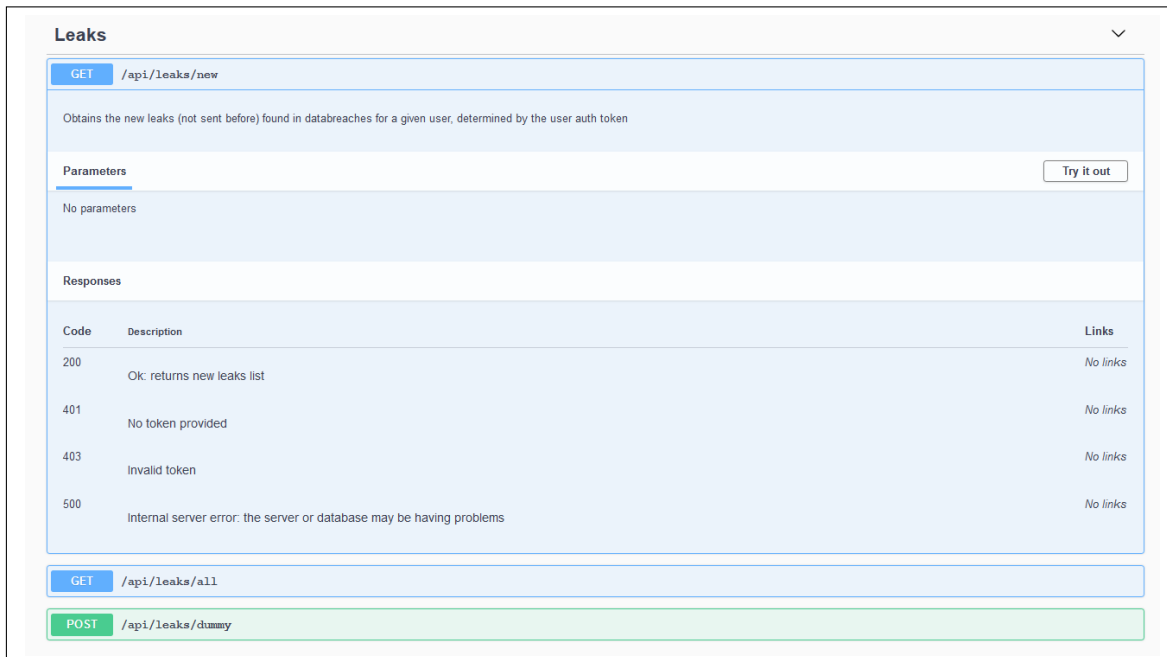 Leaks
GET /api/leaks/new
Obtains the new leaks (not sent before) found in databreaches for a given user, determined by the user auth token
Parameters Try it out
No parameters
Responses
Code Description Links
200 No links
Ok: returns new leaks list
401 No links
No token provided
403 No links
Invalid token
500 No links
Internal server error: the server or database may be having problems
GET /api/leaks/all
POST /api/leaks/dummy